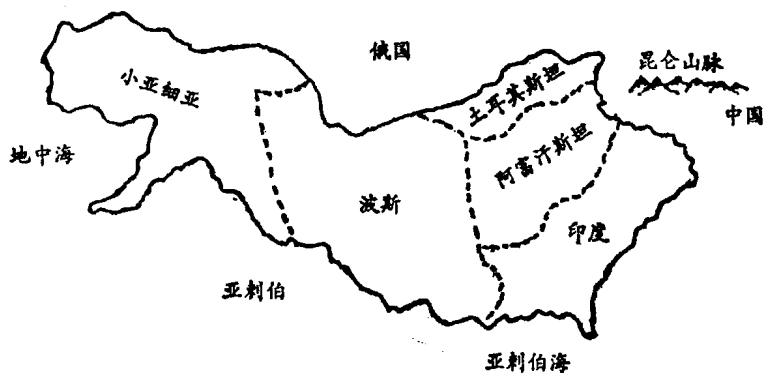 俄国
昆仑山脉
小亚细亚
土耳其斯坦
中国
地中海
阿富汗斯坦
波斯
印度
亚剌伯
亚剌伯海